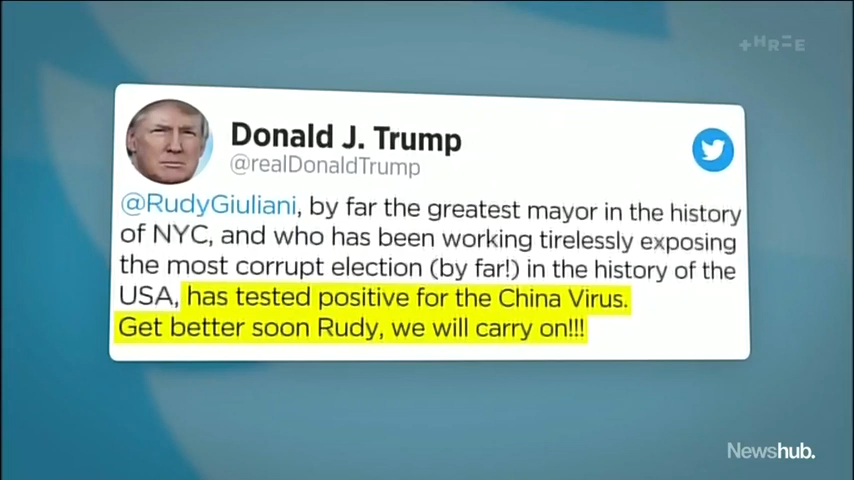 +HR=E
Donald J. Trump
@realDonaldTrump
@RudyGiuliani, by far the greatest mayor in the history
of NYC, and who has been working tirelessly exposing
the most corrupt election (by far!) in the history of the
USA, has tested positive for the China Virus.
Get better soon Rudy, we will carry on!!!
Newshub.